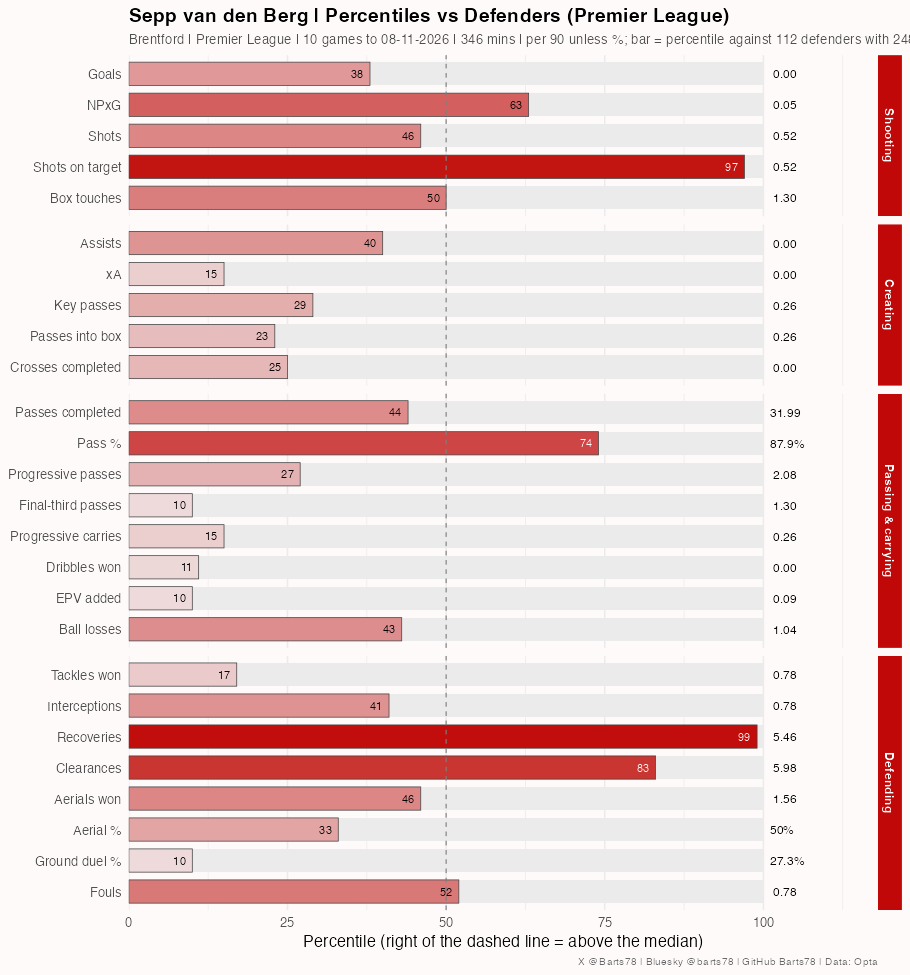 Sepp van den Berg | Percentiles vs Defenders (Premier League)
Brentford | Premier League | 10 games to 08-11-2026 | 346 mins | per 90 unless %; bar = percentile against 112 defenders with 248
Goals 38 0.00
NPxG 63 0.05
Shots 46 0.52
Shots on target 97 0.52
Box touches 50 1.30
Shooting
Assists 40 0.00
xA 15 0.00
Key passes 29 0.26
Passes into box 23 0.26
Crosses completed 25 0.00
Creating
Passes completed 44 31.99
Pass % 74 87.9%
Progressive passes 27 2.08
Final-third passes 10 1.30
Progressive carries 15 0.26
Dribbles won 11 0.00
EPV added 10 0.09
Ball losses 43 1.04
Passing & carrying
Tackles won 17 0.78
Interceptions 41 0.78
Recoveries 99 5.46
Clearances 83 5.98
Aerials won 46 1.56
Aerial % 33 50%
Ground duel % 10 27.3%
Fouls 52 0.78
Defending
0 25 50 75 100
Percentile (right of the dashed line = above the median)
X @Barts78 | Bluesky @barts78 | GitHub Barts78 | Data: Opta